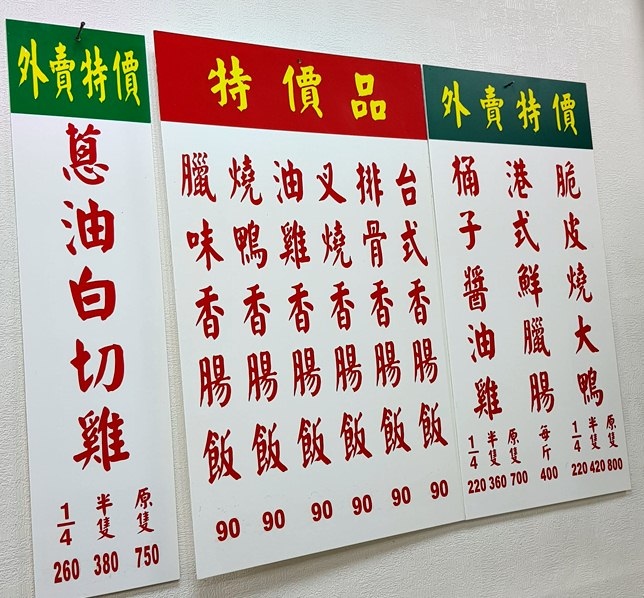 外賣特價
脆皮燒大鴨
原隻 800
半隻 420
1/4 220
港式鮮臘腸
每斤 400
桶子醬油雞
原隻 700
半隻 360
1/4 220
特價品
台式香腸飯 90
排骨香腸飯 90
叉燒香腸飯 90
油雞香腸飯 90
燒鴨香腸飯 90
臘味香腸飯 90
外賣特價
蔥油白切雞
原隻 750
半隻 380
1/4 260